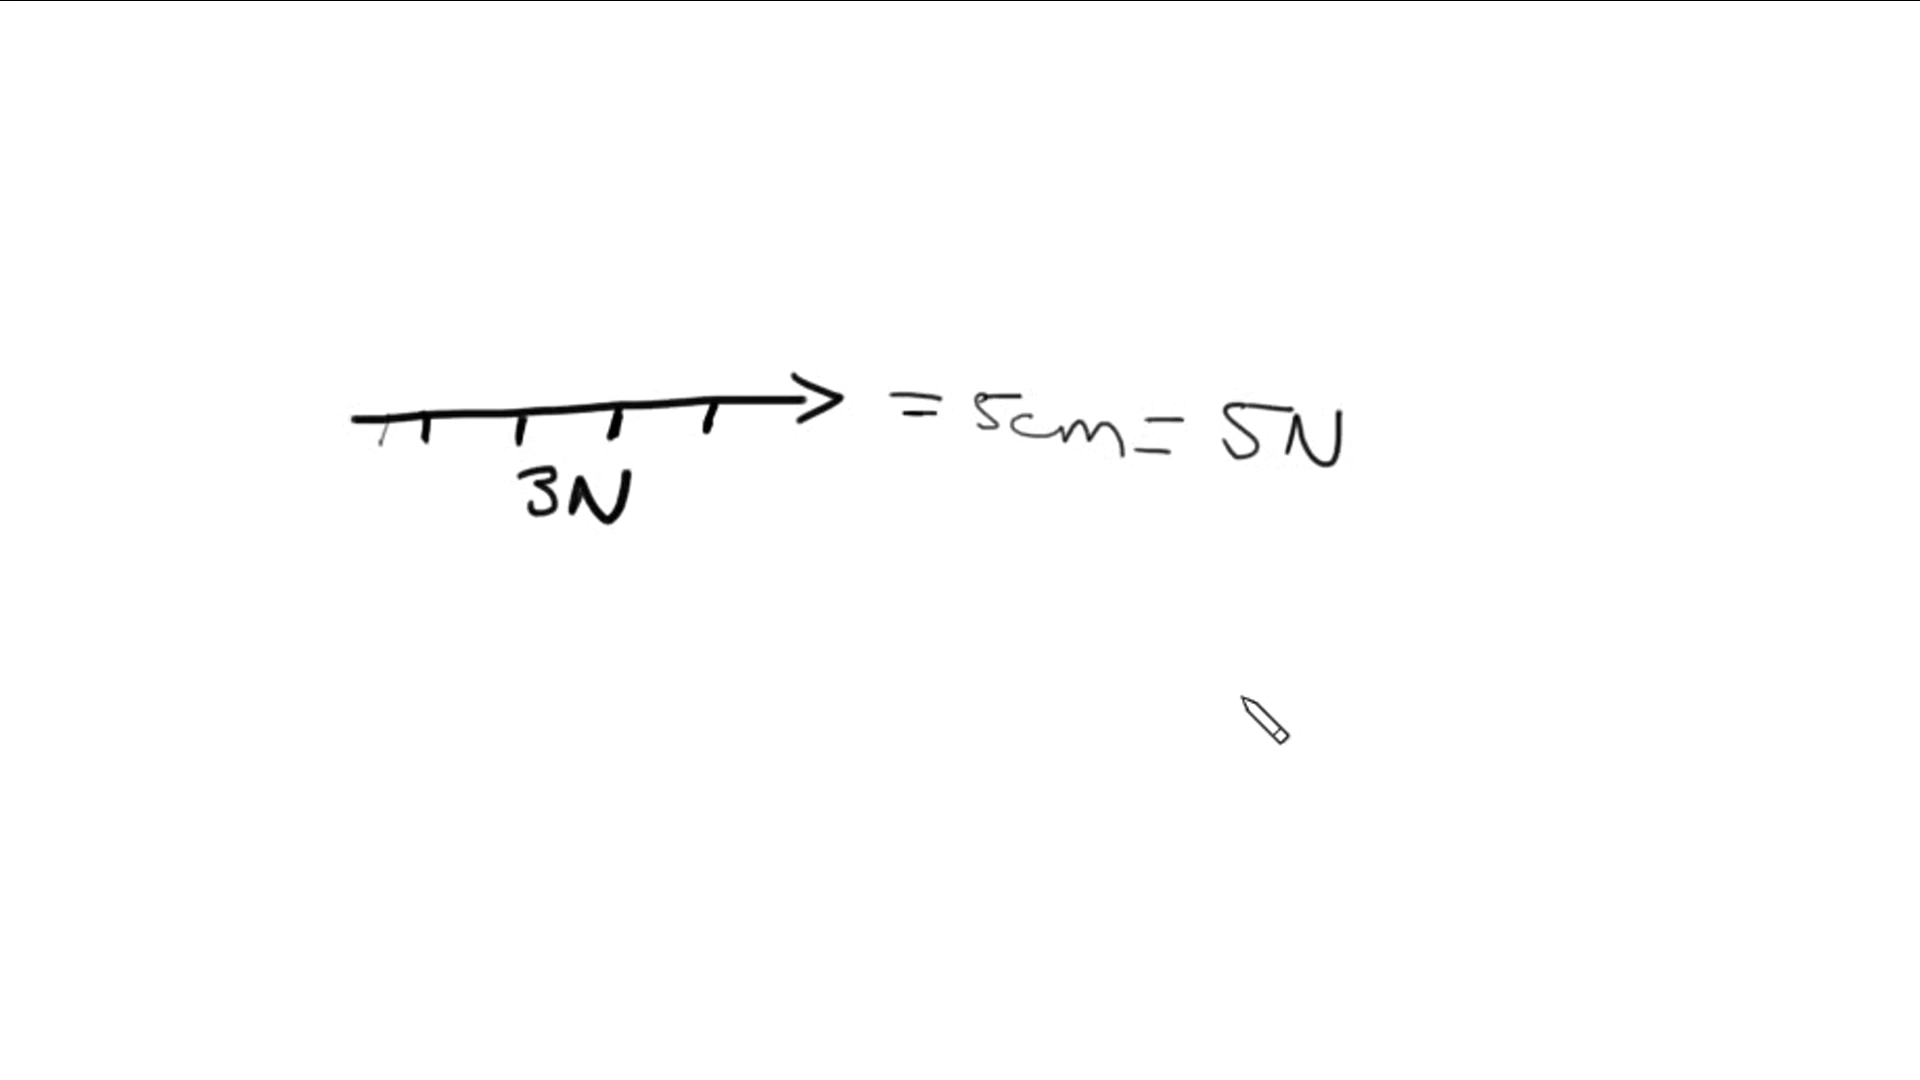 = 5cm = 5N
3N